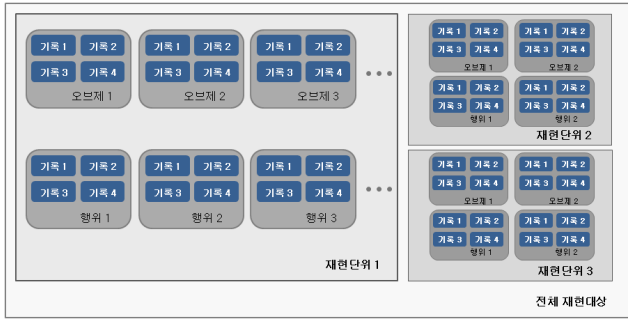 기록 1 기록 2 기록 1 기록 2 기록 1 기록 2
기록 3 기록 4 기록 3 기록 4 기록 3 기록 4
오브제 1 오브제 2 오브제 3
기록 1 기록 2 기록 1 기록 2 기록 1 기록 2
기록 3 기록 4 기록 3 기록 4 기록 3 기록 4
행위 1 행위 2 행위 3
재현단위 1
기록 1 기록 2 기록 1 기록 2
기록 3 기록 4 기록 3 기록 4
오브제 1 오브제 2
기록 1 기록 2 기록 1 기록 2
기록 3 기록 4 기록 3 기록 4
행위 1 행위 2
재현단위 2
기록 1 기록 2 기록 1 기록 2
기록 3 기록 4 기록 3 기록 4
오브제 1 오브제 2
기록 1 기록 2 기록 1 기록 2
기록 3 기록 4 기록 3 기록 4
행위 1 행위 2
재현단위 3
전체 재현대상